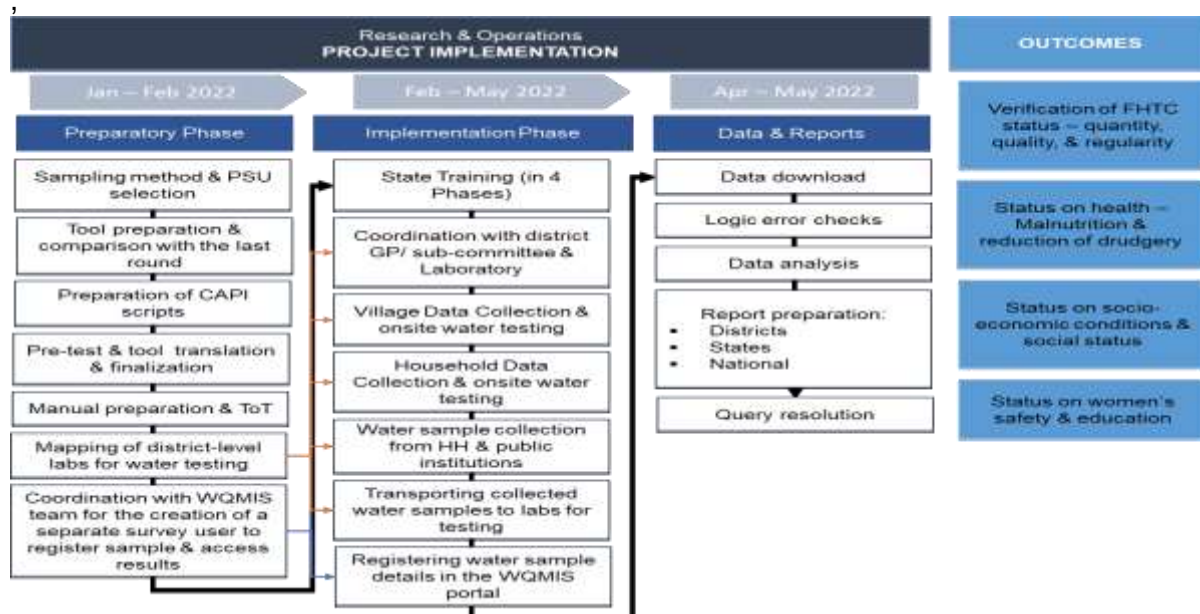 ,
Research & Operations
PROJECT IMPLEMENTATION
OUTCOMES
Jan – Feb 2022
Feb – May 2022
Apr – May 2022
Preparatory Phase
Implementation Phase
Data & Reports
Sampling method & PSU
selection
Tool preparation &
comparison with the last
round
Preparation of CAPI
scripts
Pre-test & tool translation
& finalization
Manual preparation & ToT
Mapping of district-level
labs for water testing
Coordination with WQMIS
team for the creation of a
separate survey user to
register sample & access
results
State Training (in 4
Phases)
Coordination with district
GP/ sub-committee &
Laboratory
Village Data Collection &
onsite water testing
Household Data
Collection & onsite water
testing
Water sample collection
from HH & public
institutions
Transporting collected
water samples to labs for
testing
Registering water sample
details in the WQMIS
portal
Data download
Logic error checks
Data analysis
Report preparation:
• Districts
• States
• National
Query resolution
Verification of FHTC
status – quantity,
quality, & regularity
Status on health –
Malnutrition &
reduction of drudgery
Status on socio-
economic conditions &
social status
Status on women's
safety & education